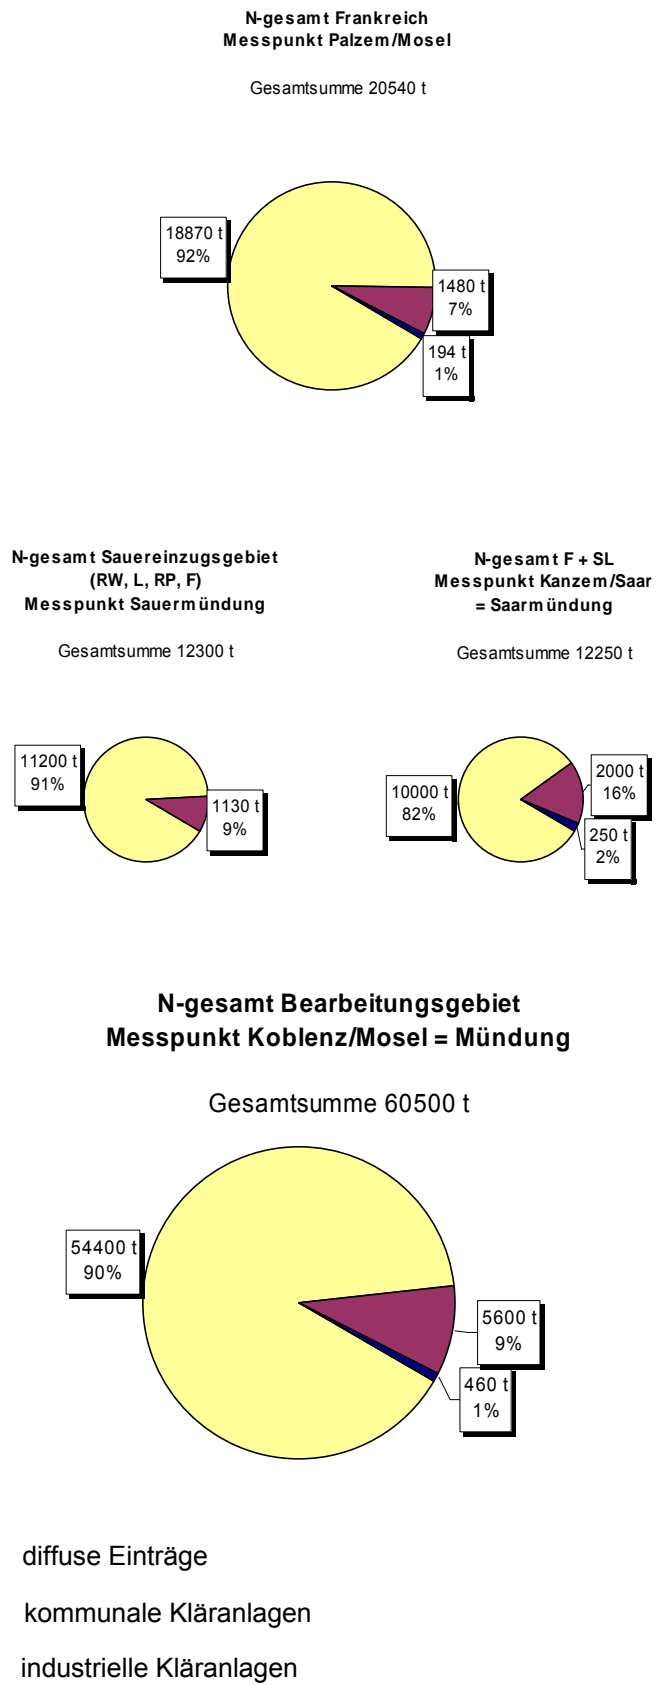 N-gesamt Frankreich
Messpunkt Palzem/Mosel
Gesamtsumme 20540 t
18870 t
92%
1480 t
7%
194 t
1%
N-gesamt Sauereinzugsgebiet
(RW, L, RP, F)
Messpunkt Sauermündung
Gesamtsumme 12300 t
11200 t
91%
1130 t
9%
N-gesamt F + SL
Messpunkt Kanzem/Saar
= Saarmündung
Gesamtsumme 12250 t
10000 t
82%
2000 t
16%
250 t
2%
N-gesamt Bearbeitungsgebiet
Messpunkt Koblenz/Mosel = Mündung
Gesamtsumme 60500 t
54400 t
90%
5600 t
9%
460 t
1%
diffuse Einträge
kommunale Kläranlagen
industrielle Kläranlagen